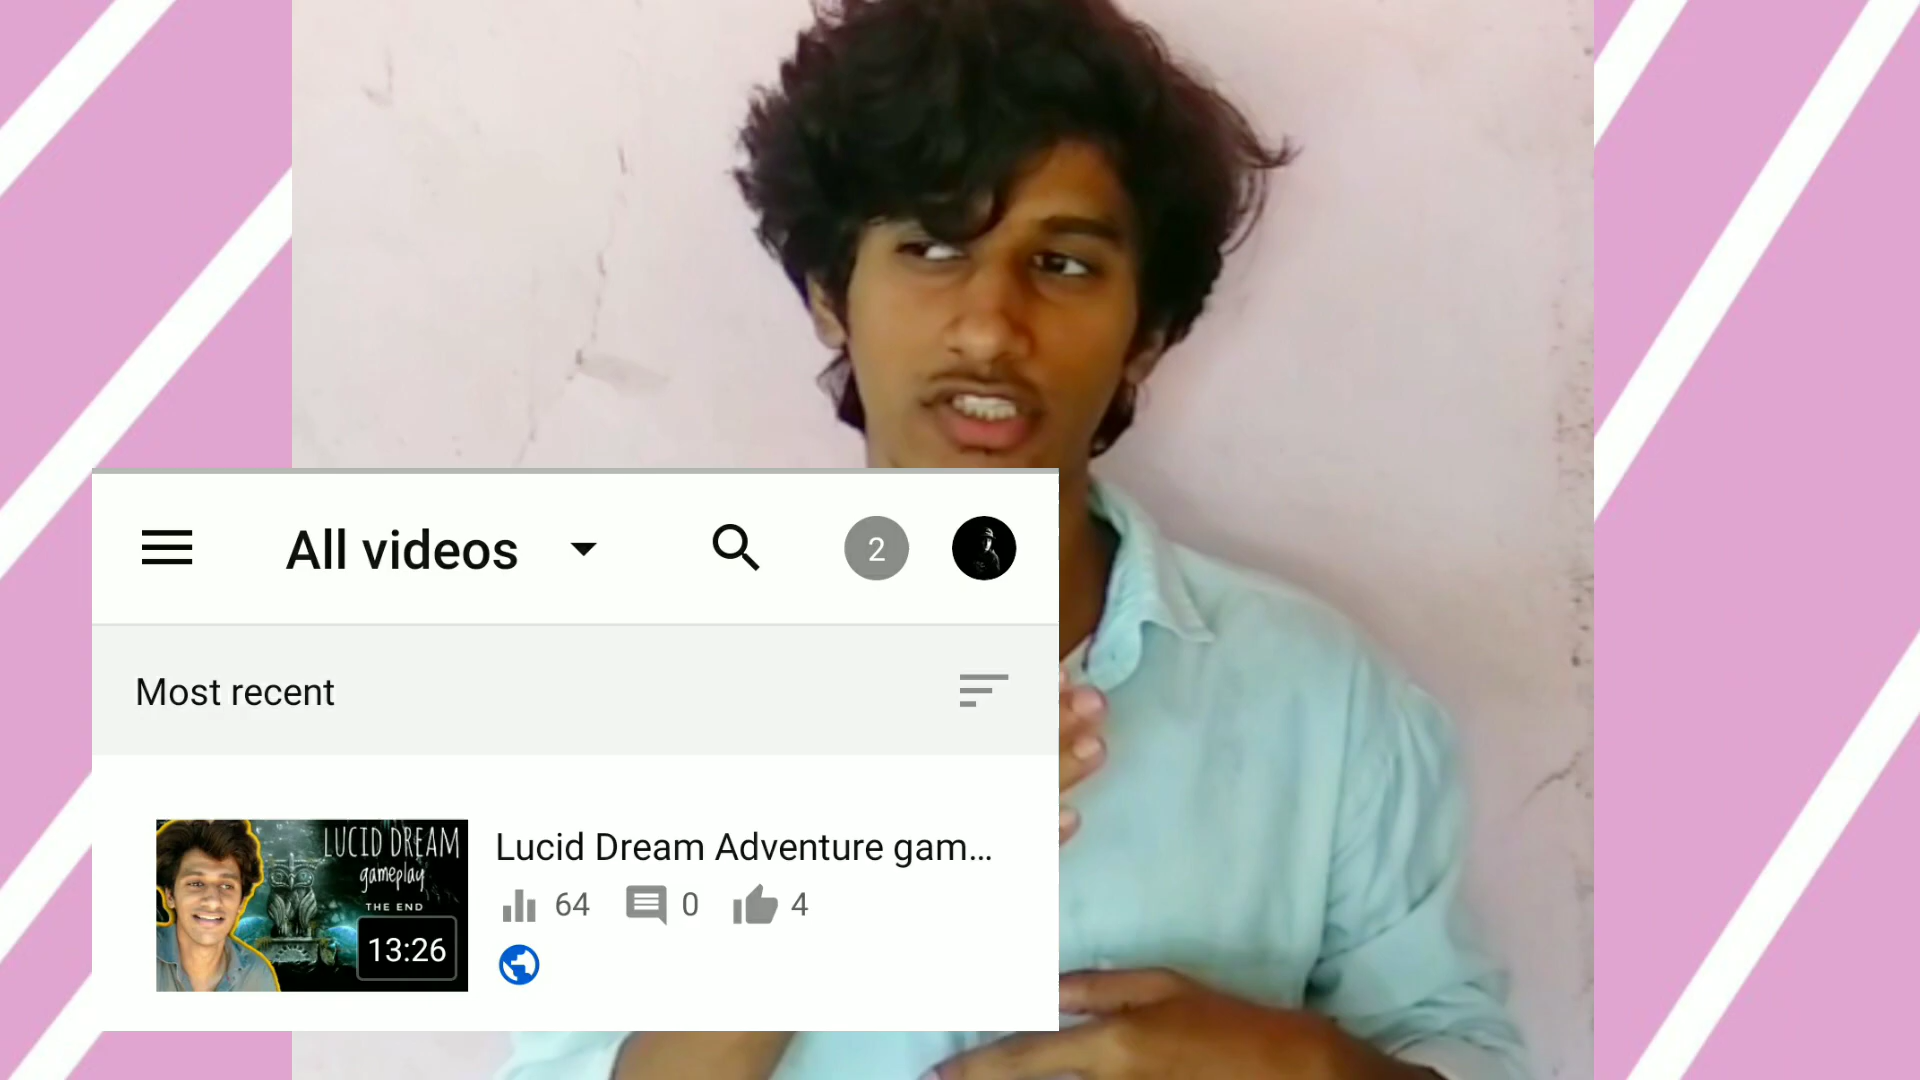 All videos
2
Most recent
LUCID DREAM
gameplay
THE END
13:26
Lucid Dream Adventure gam...
64 0 4